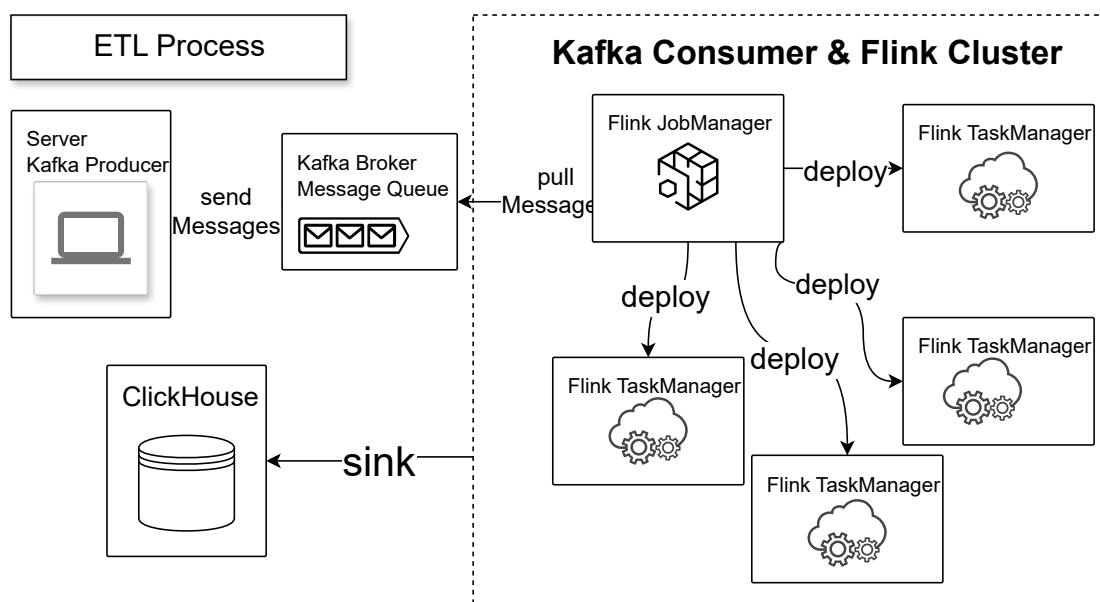 ETL Process
Kafka Consumer & Flink Cluster
Server
Kafka Producer
send
Messages
Kafka Broker
Message Queue
pull
Message
Flink JobManager
deploy
Flink TaskManager
deploy
deploy
deploy
Flink TaskManager
Flink TaskManager
Flink TaskManager
ClickHouse
sink